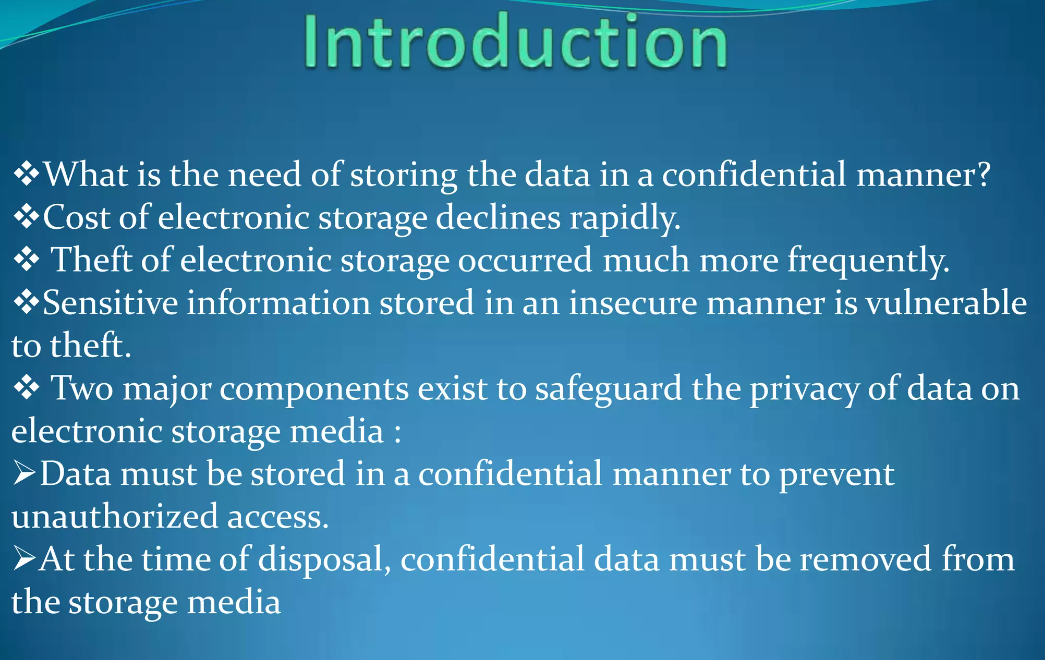 Introduction
❖What is the need of storing the data in a confidential manner?
❖Cost of electronic storage declines rapidly.
❖ Theft of electronic storage occurred much more frequently.
❖Sensitive information stored in an insecure manner is vulnerable
to theft.
❖ Two major components exist to safeguard the privacy of data on
electronic storage media :
➢Data must be stored in a confidential manner to prevent
unauthorized access.
➢At the time of disposal, confidential data must be removed from
the storage media